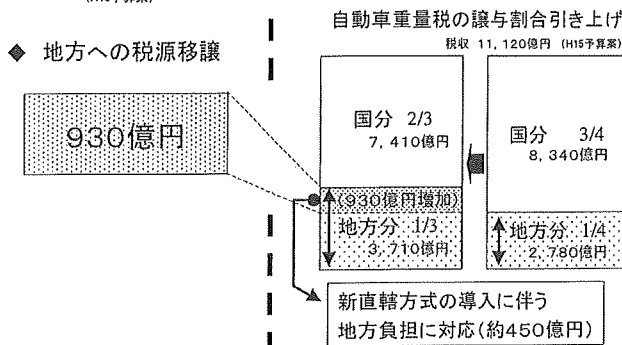 ◆ 地方への税源移譲
930億円
自動車重量税の譲与割合引き上げ
税収 11,120億円 (H15予算案)
国分 2/3
7,410億円
(930億円増加)
地方分 1/3
3,710億円
国分 3/4
8,340億円
地方分 1/4
2,780億円
新直轄方式の導入に伴う
地方負担に対応(約450億円)